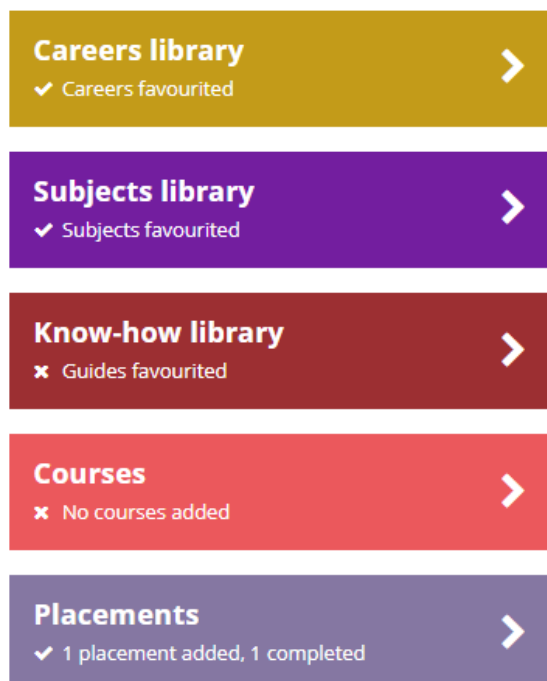 Careers library
✔ Careers favourited
Subjects library
✔ Subjects favourited
Know-how library
✖ Guides favourited
Courses
✖ No courses added
Placements
✔ 1 placement added, 1 completed